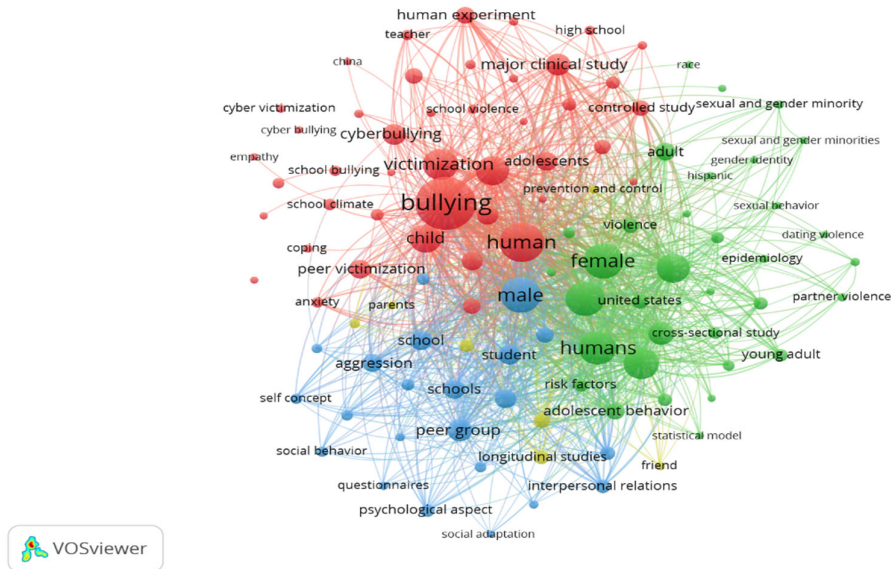 human experiment
teacher
high school
china
major clinical study
race
cyber victimization
school violence
controlled study
sexual and gender minority
cyber bullying
cyberbullying
sexual and gender minorities
empathy
victimization
adolescents
adult
gender identity
school bullying
hispanic
prevention and control
bullying
school climate
sexual behavior
violence
child
human
dating violence
coping
female
epidemiology
peer victimization
male
united states
partner violence
anxiety
parents
school
cross-sectional study
student
humans
young adult
aggression
schools
risk factors
self concept
adolescent behavior
peer group
statistical model
social behavior
longitudinal studies
friend
questionnaires
interpersonal relations
psychological aspect
social adaptation
VOSviewer